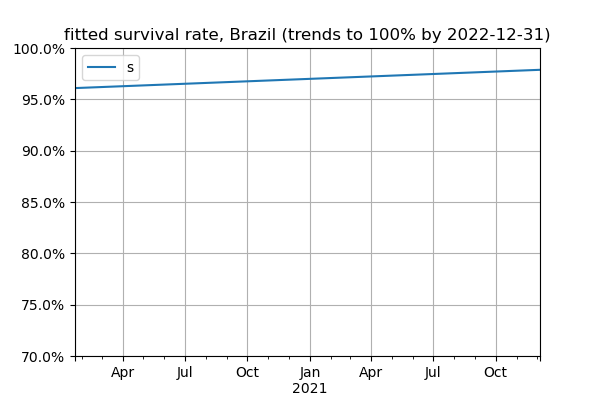 fitted survival rate, Brazil (trends to 100% by 2022-12-31)
100.0%
s
95.0%
90.0%
85.0%
80.0%
75.0%
70.0%
Apr Jul Oct Jan Apr Jul Oct
2021